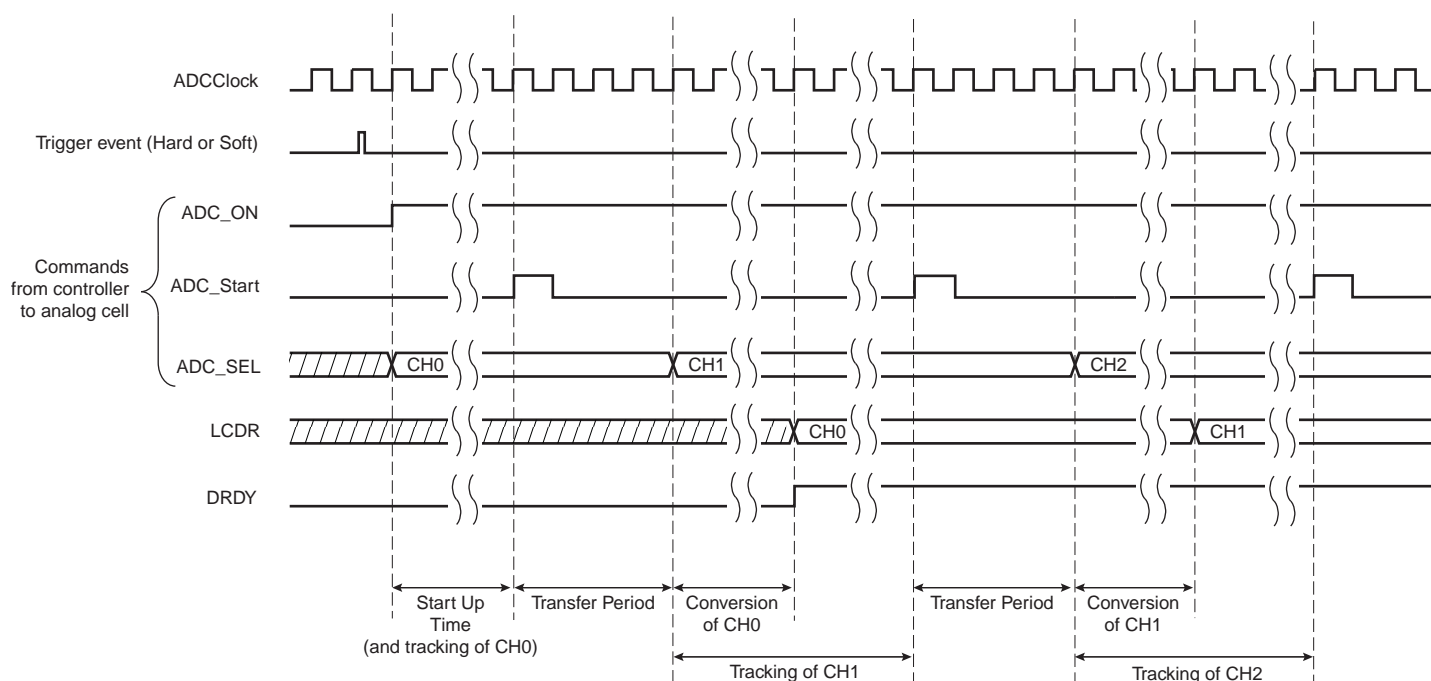 ADCClock
Trigger event (Hard or Soft)
ADC_ON
Commands
from controller
to analog cell
ADC_Start
ADC_SEL
CH0
CH1
CH2
LCDR
CH0
CH1
DRDY
Start Up
Time
(and tracking of CH0)
Transfer Period
Conversion
of CH0
Transfer Period
Conversion
of CH1
Tracking of CH1
Tracking of CH2